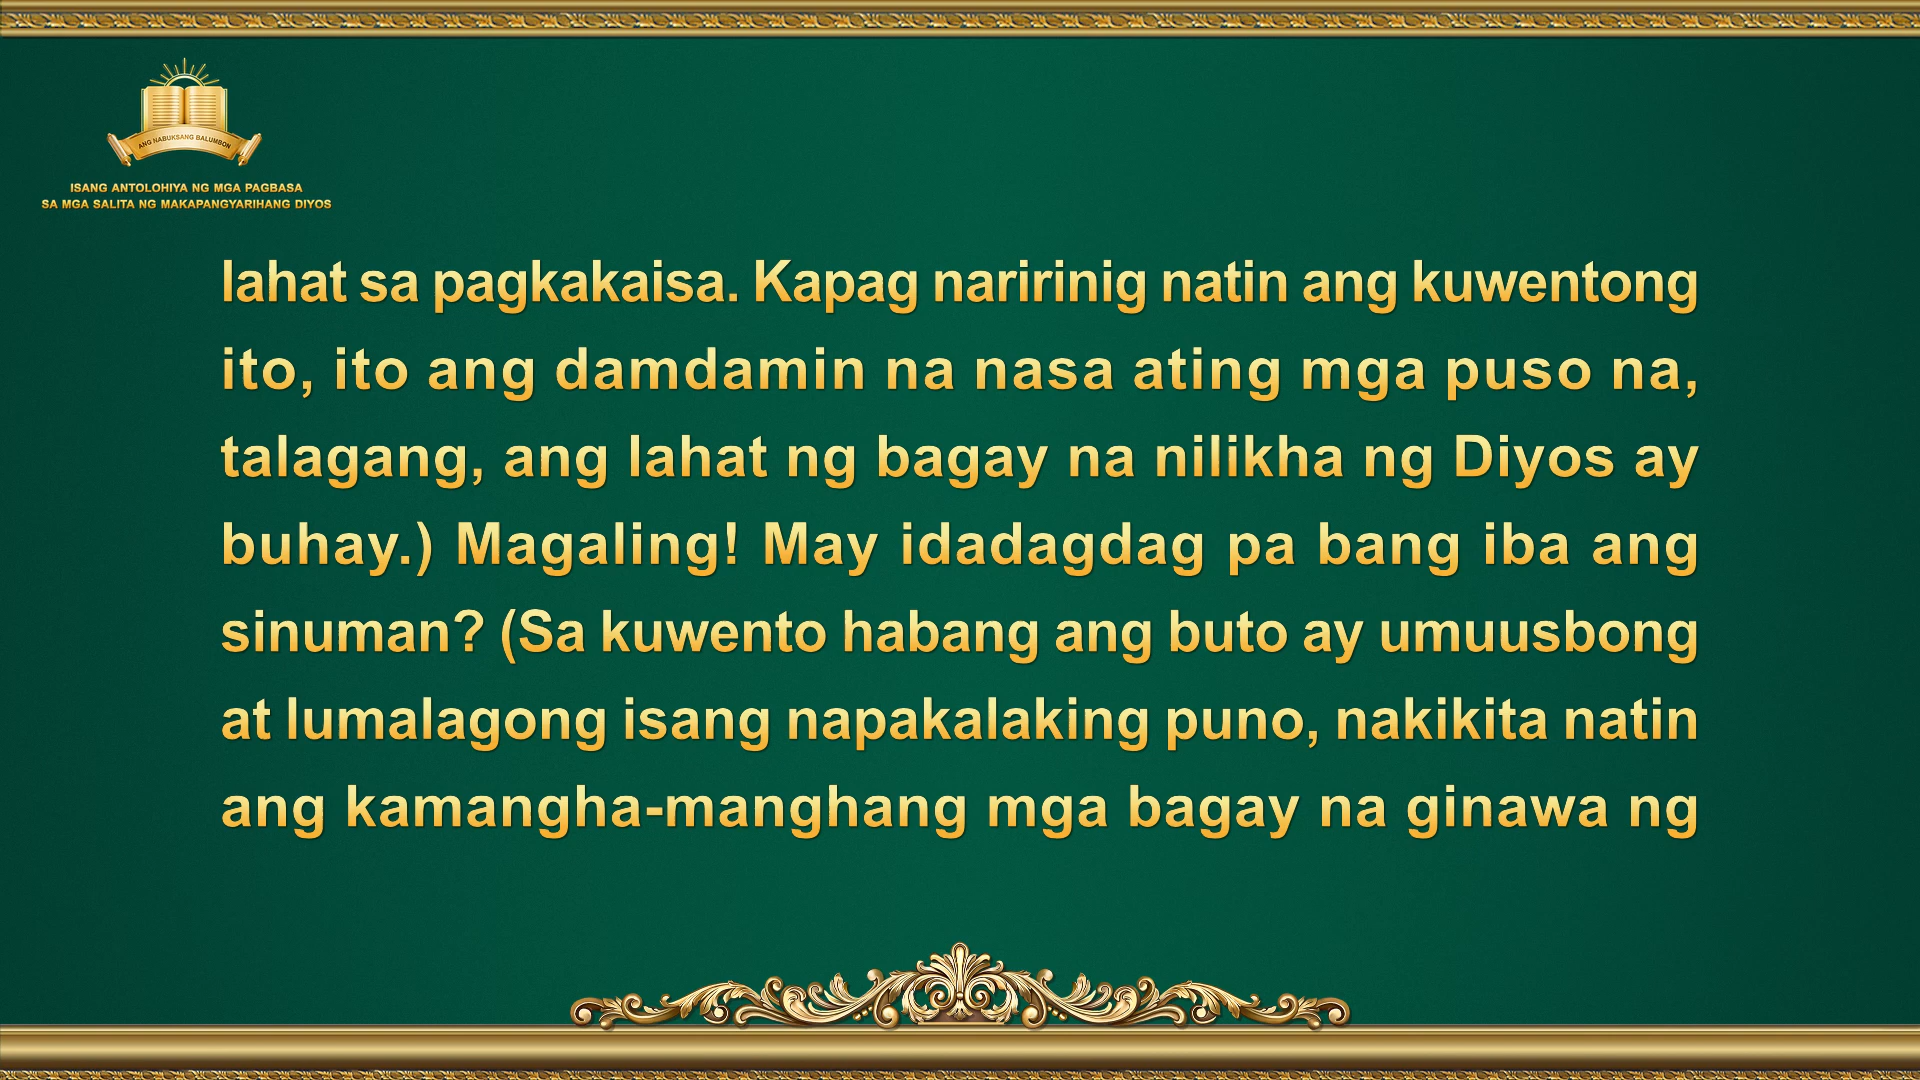 ANG NABUKSANG BALUMBON
ISANG ANTOLOHIYA NG MGA PAGBASA
SA MGA SALITA NG MAKAPANGYARIHANG DIYOS
lahat sa pagkakaisa. Kapag naririnig natin ang kuwentong
ito, ito ang damdamin na nasa ating mga puso na,
talagang, ang lahat ng bagay na nilikha ng Diyos ay
buhay.) Magaling! May idadagdag pa bang iba ang
sinuman? (Sa kuwento habang ang buto ay umuusbong
at lumalagong isang napakalaking puno, nakikita natin
ang kamangha-manghang mga bagay na ginawa ng